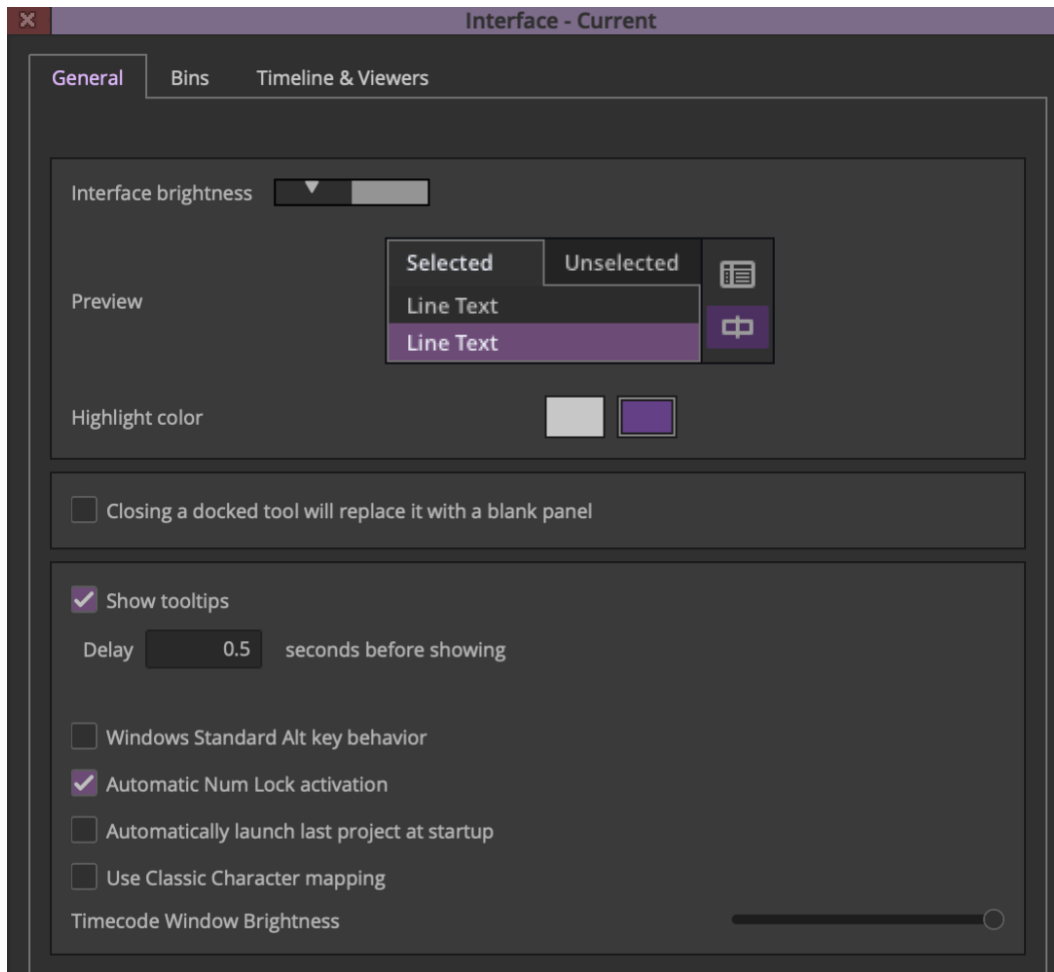 Interface - Current
General Bins Timeline & Viewers
Interface brightness
Selected Unselected
Preview
Line Text
Line Text
Highlight color
Closing a docked tool will replace it with a blank panel
Show tooltips
Delay 0.5 seconds before showing
Windows Standard Alt key behavior
Automatic Num Lock activation
Automatically launch last project at startup
Use Classic Character mapping
Timecode Window Brightness